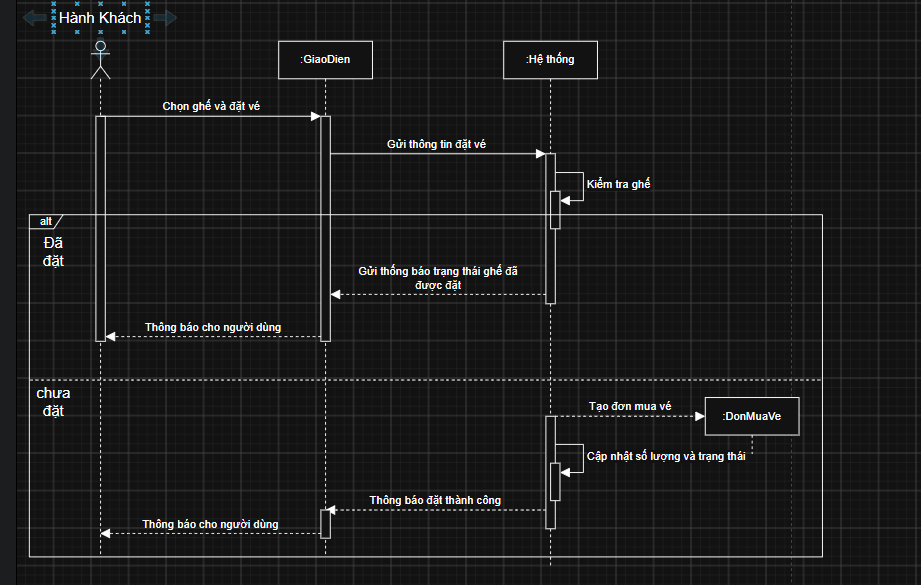 Hành Khách
:GiaoDien
:Hệ thống
Chọn ghế và đặt vé
Gửi thông tin đặt vé
Kiểm tra ghế
alt
Đã
đặt
Gửi thống báo trạng thái ghế đã
được đặt
Thông báo cho người dùng
chưa
đặt
Tạo đơn mua vé
:DonMuaVe
Cập nhật số lượng và trạng thái
Thông báo đặt thành công
Thông báo cho người dùng